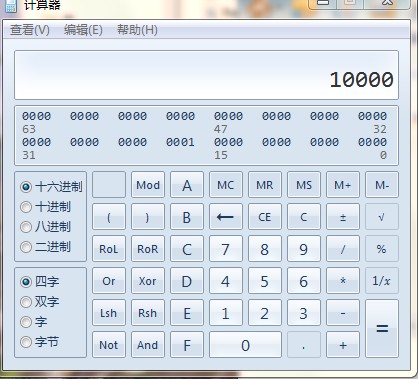 计算器
查看(V) 编辑(E) 帮助(H)
10000
0000 0000 0000 0000 0000 0000 0000 0000
63 47 32
0000 0000 0000 0001 0000 0000 0000 0000
31 15 0
十六进制 Mod A MC MR MS M+ M-
十进制 ( ) B ← CE C ± √
八进制
二进制 RoL RoR C 7 8 9 / %
四字 Or Xor D 4 5 6 * 1/x
双字
字 Lsh Rsh E 1 2 3 - =
字节 Not And F 0 . +